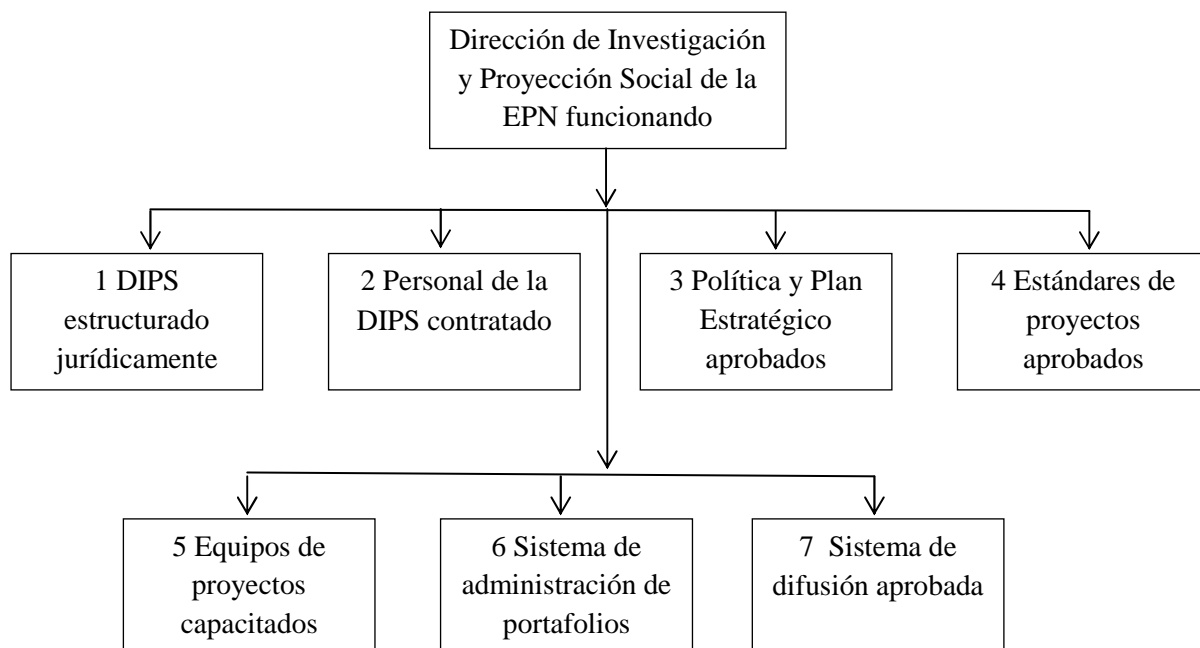 Dirección de Investigación
y Proyección Social de la
EPN funcionando
1 DIPS
estructurado
jurídicamente
2 Personal de la
DIPS contratado
3 Política y Plan
Estratégico
aprobados
4 Estándares de
proyectos
aprobados
5 Equipos de
proyectos
capacitados
6 Sistema de
administración de
portafolios
7 Sistema de
difusión aprobada